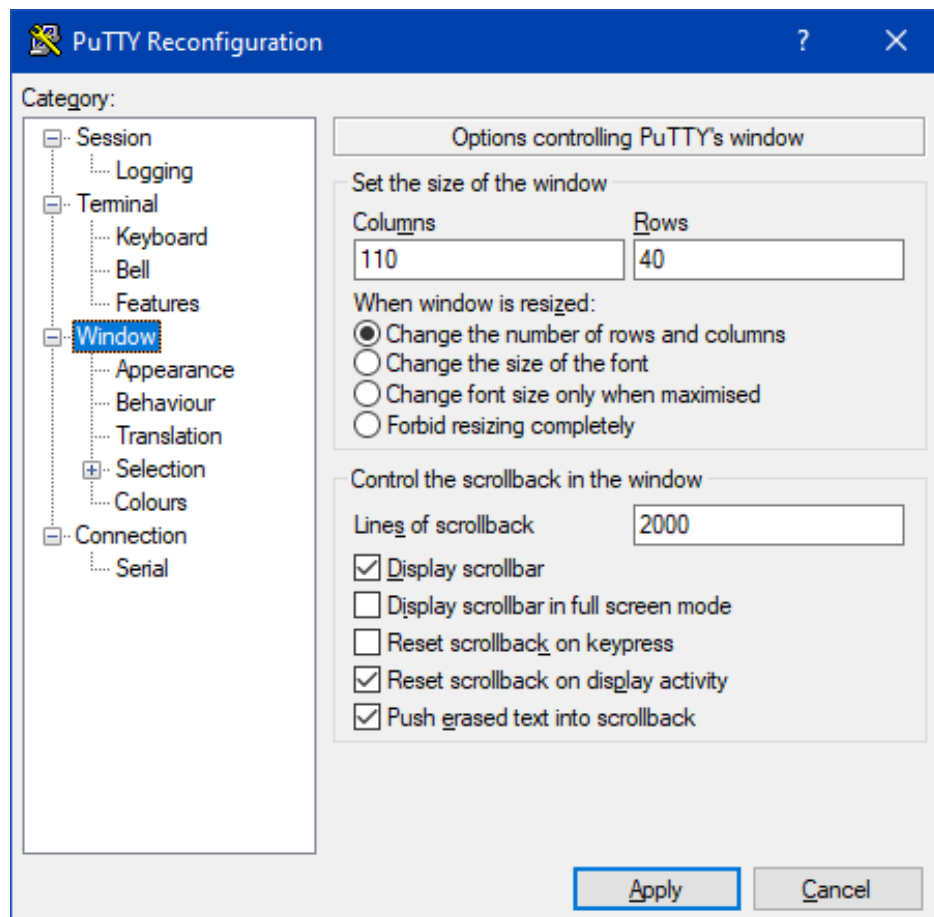 PuTTY Reconfiguration
Category:
Session
Logging
Terminal
Keyboard
Bell
Features
Window
Appearance
Behaviour
Translation
Selection
Colours
Connection
Serial
Options controlling PuTTY's window
Set the size of the window
Columns Rows
110 40
When window is resized:
Change the number of rows and columns
Change the size of the font
Change font size only when maximised
Forbid resizing completely
Control the scrollback in the window
Lines of scrollback 2000
Display scrollbar
Display scrollbar in full screen mode
Reset scrollback on keypress
Reset scrollback on display activity
Push erased text into scrollback
Apply Cancel